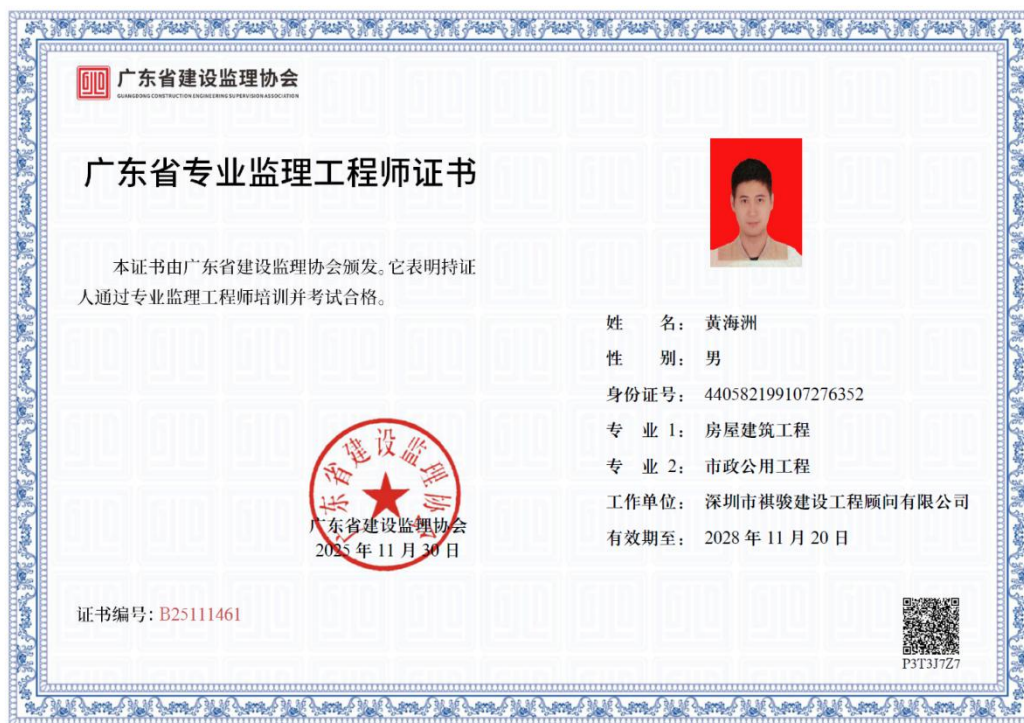 广东省建设监理协会
GUANGDONG CONSTRUCTION ENGINEERING SUPERVISION ASSOCIATION
广东省专业监理工程师证书
本证书由广东省建设监理协会颁发。它表明持证
人通过专业监理工程师培训并考试合格。
姓 名： 黄海洲
性 别： 男
身份证号： 440582199107276352
专 业 1： 房屋建筑工程
专 业 2： 市政公用工程
工作单位： 深圳市祺骏建设工程顾问有限公司
有效期至： 2028 年 11 月 20 日
广东省建设监理协会
广东省建设监理协会
2025 年 11 月 30 日
证书编号：B25111461
P3T3J7Z7